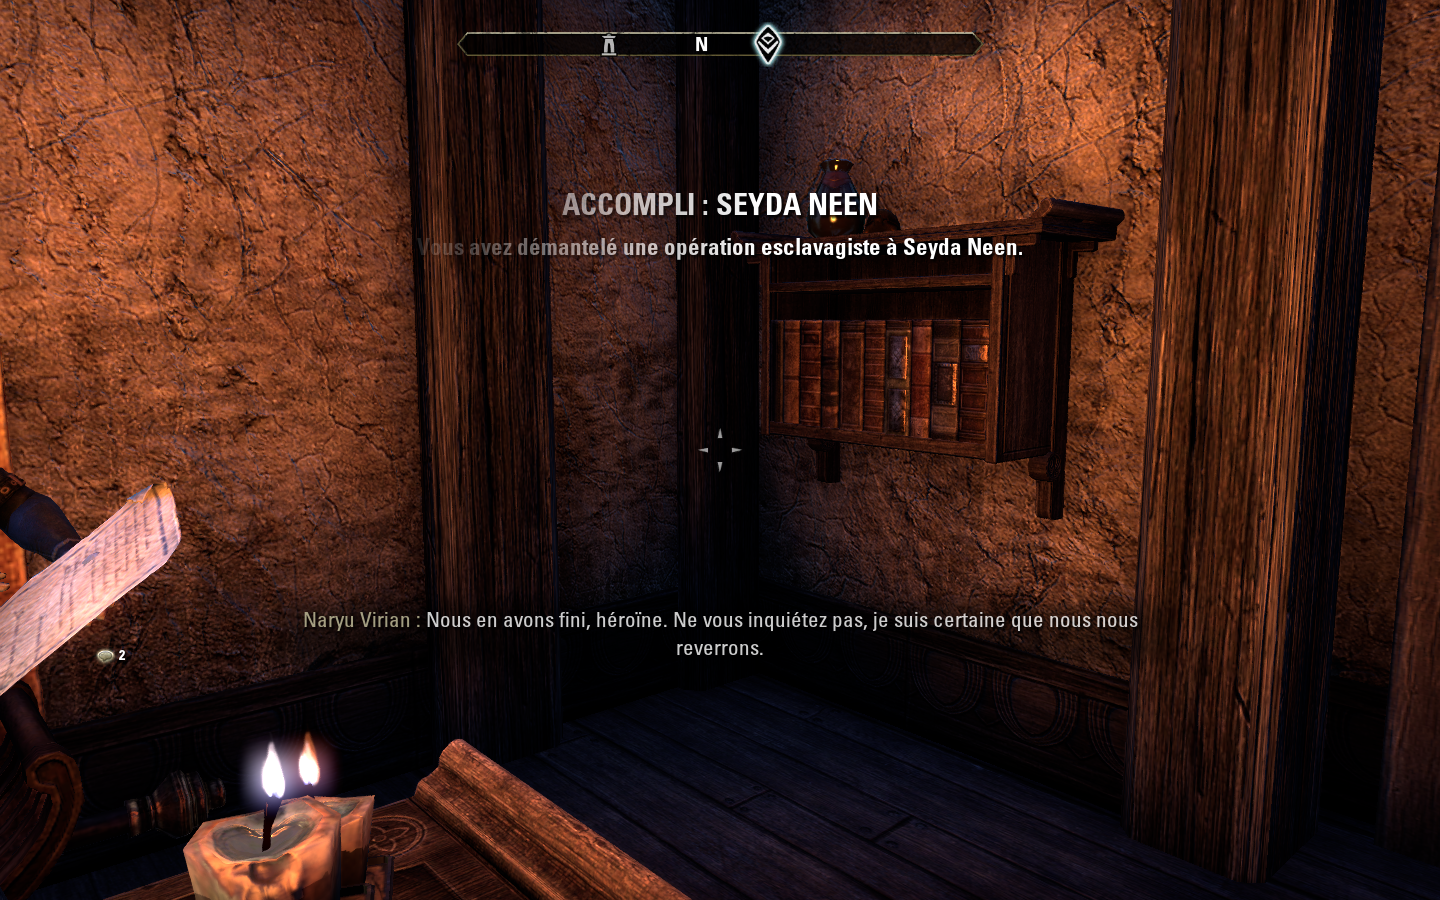 N
ACCOMPLI : SEYDA NEEN
Vous avez démantelé une opération esclavagiste à Seyda Neen.
Naryu Virian : Nous en avons fini, héroïne. Ne vous inquiétez pas, je suis certaine que nous nous
reverrons.
2